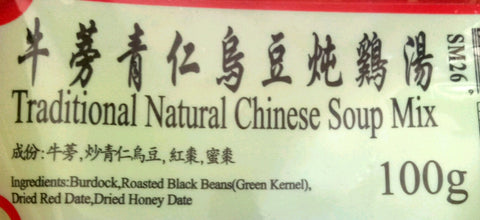 牛蒡青仁烏豆炖鷄湯
SM26
Traditional Natural Chinese Soup Mix
成份:牛蒡,炒青仁烏豆,紅棗,蜜棗
100g
Ingredients:Burdock,Roasted Black Beans(Green Kernel),
Dried Red Date,Dried Honey Date